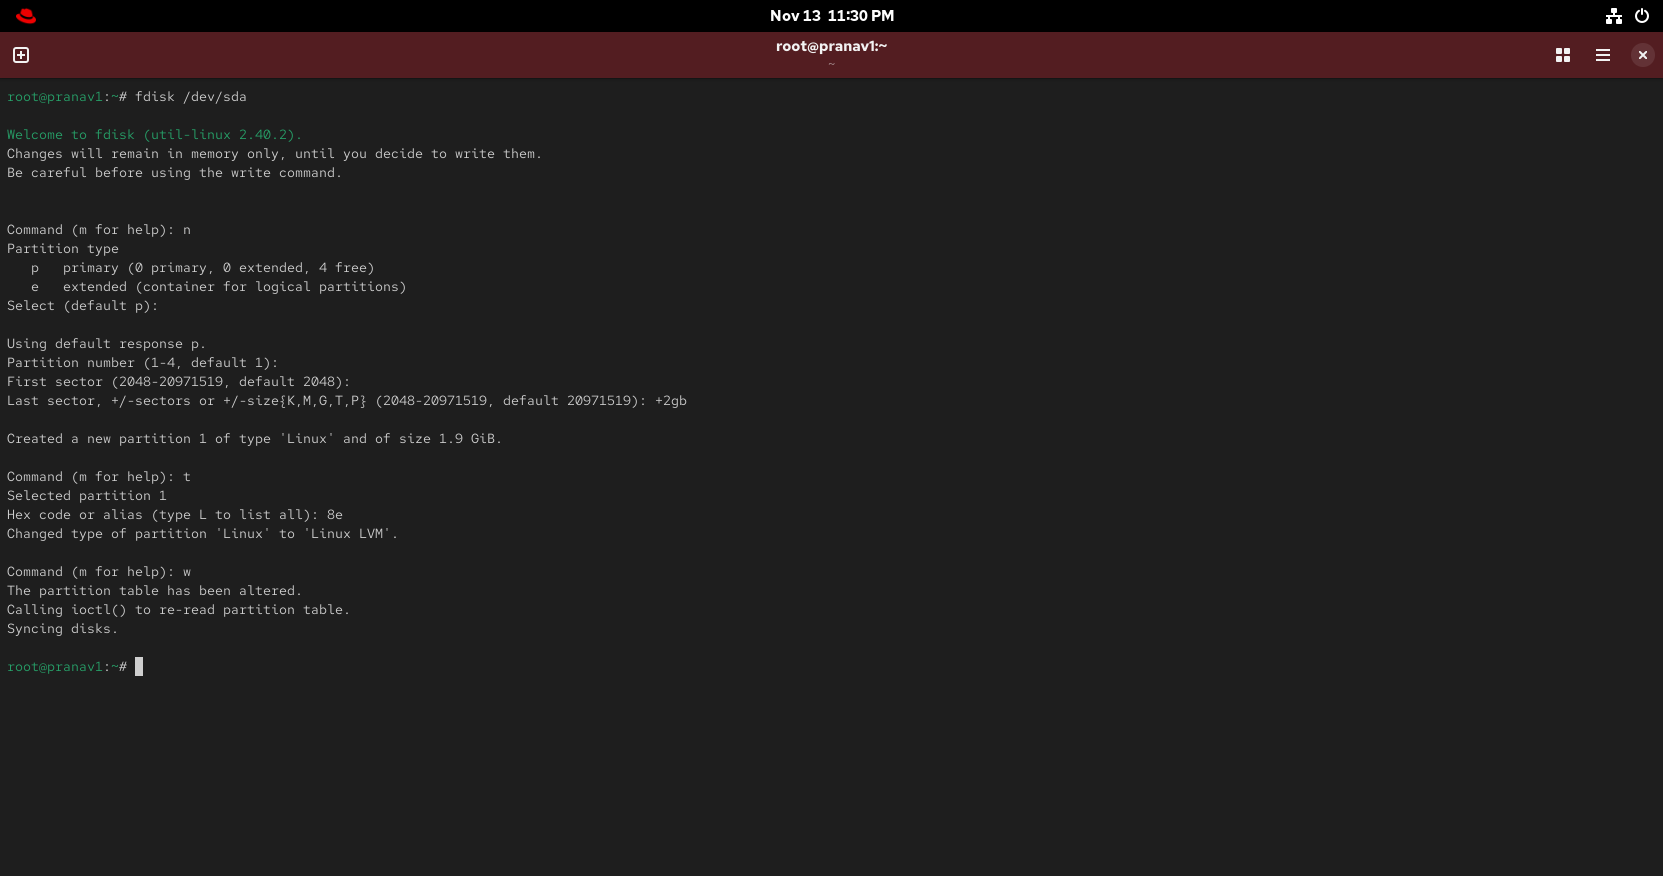 Nov 13  11:30 PM
root@pranav1:~
~
root@pranav1:~# fdisk /dev/sda
Welcome to fdisk (util-linux 2.40.2).
Changes will remain in memory only, until you decide to write them.
Be careful before using the write command.
Command (m for help): n
Partition type
   p   primary (0 primary, 0 extended, 4 free)
   e   extended (container for logical partitions)
Select (default p):
Using default response p.
Partition number (1-4, default 1):
First sector (2048-20971519, default 2048):
Last sector, +/-sectors or +/-size{K,M,G,T,P} (2048-20971519, default 20971519): +2gb
Created a new partition 1 of type 'Linux' and of size 1.9 GiB.
Command (m for help): t
Selected partition 1
Hex code or alias (type L to list all): 8e
Changed type of partition 'Linux' to 'Linux LVM'.
Command (m for help): w
The partition table has been altered.
Calling ioctl() to re-read partition table.
Syncing disks.
root@pranav1:~#